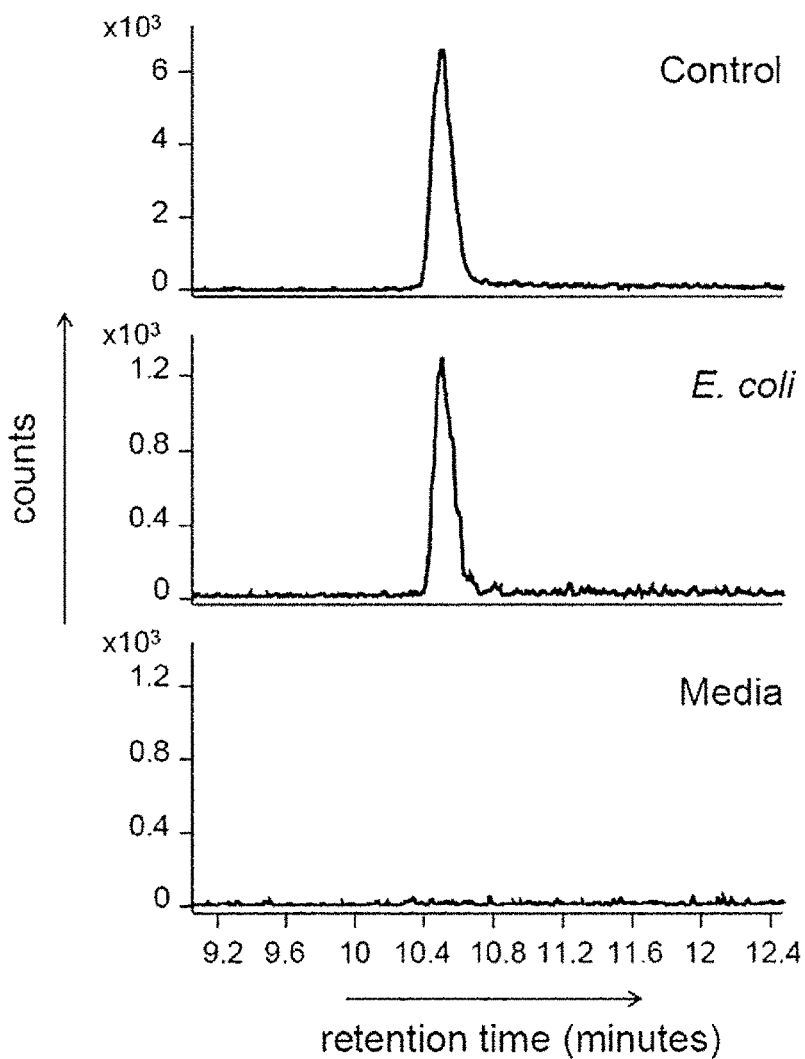 x10³
6
Control
4
2
0
x10³
1.2
E. coli
0.8
0.4
0
counts
x10³
1.2
Media
0.8
0.4
0
9.2 9.6 10 10.4 10.8 11.2 11.6 12 12.4
retention time (minutes)